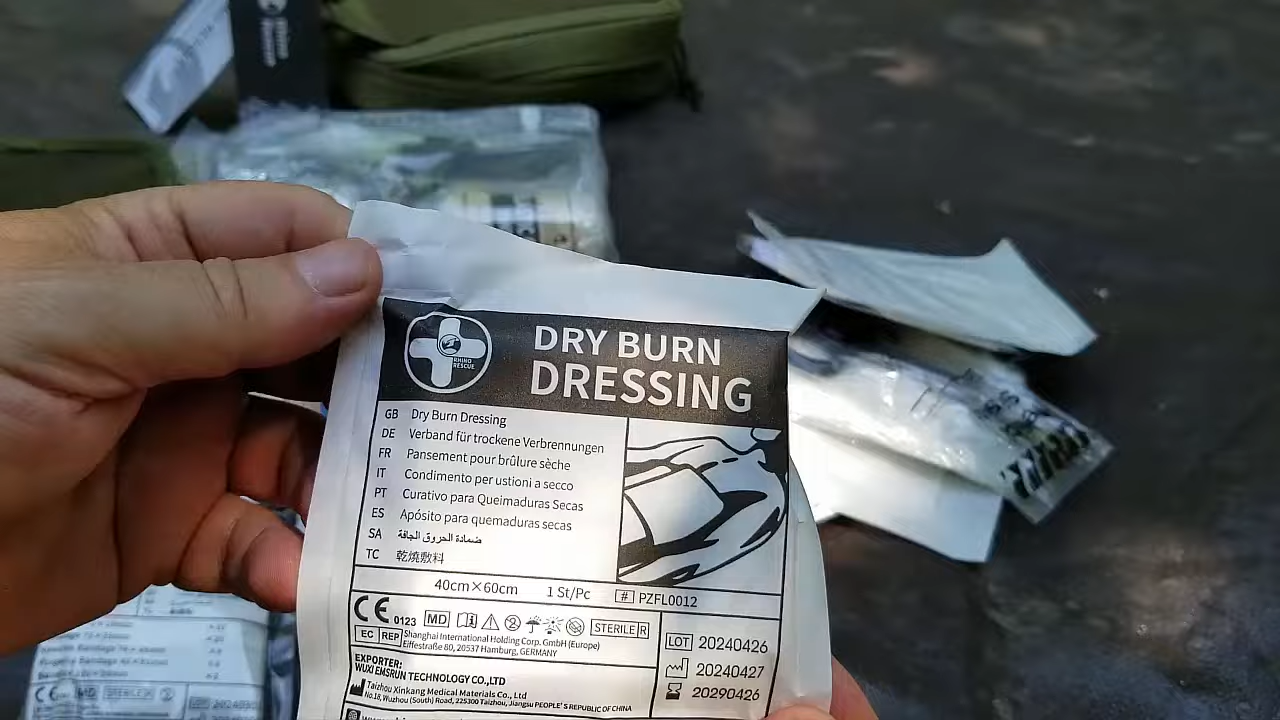 RHINO
RESCUE
DRY BURN
DRESSING
GB Dry Burn Dressing
DE Verband für trockene Verbrennungen
FR Pansement pour brûlure sèche
IT Condimento per ustioni a secco
PT Curativo para Queimaduras Secas
ES Apósito para quemaduras secas
SA ضمادة الحروق الجافة
TC 乾燒敷料
40cm×60cm 1 St/Pc # PZFL0012
CE 0123 MD STERILE R
EC REP Shanghai International Holding Corp. GmbH (Europe)
Eiffestraße 80, 20537 Hamburg, GERMANY
LOT 20240426
20240427
20290426
EXPORTER:
WUXI ENSRUN TECHNOLOGY CO.,LTD
Taizhou Xinkang Medical Materials Co., Ltd
No.18, Wuzhou (South) Road, 225300 Taizhou, Jiangsu PEOPLE'S REPUBLIC OF CHINA
CE MD STERILE R